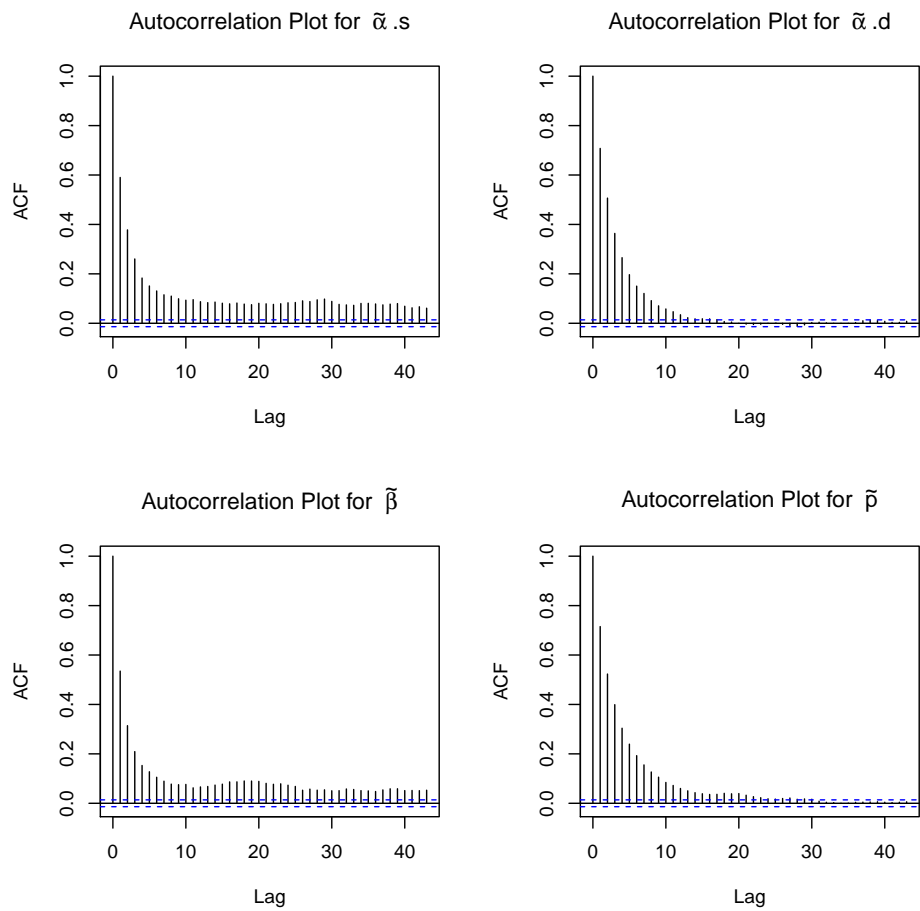 Autocorrelation Plot for α̃ .s
ACF
0.0 0.2 0.4 0.6 0.8 1.0
0 10 20 30 40
Lag
Autocorrelation Plot for α̃ .d
ACF
0.0 0.2 0.4 0.6 0.8 1.0
0 10 20 30 40
Lag
Autocorrelation Plot for β̃
ACF
0.0 0.2 0.4 0.6 0.8 1.0
0 10 20 30 40
Lag
Autocorrelation Plot for p̃
ACF
0.0 0.2 0.4 0.6 0.8 1.0
0 10 20 30 40
Lag